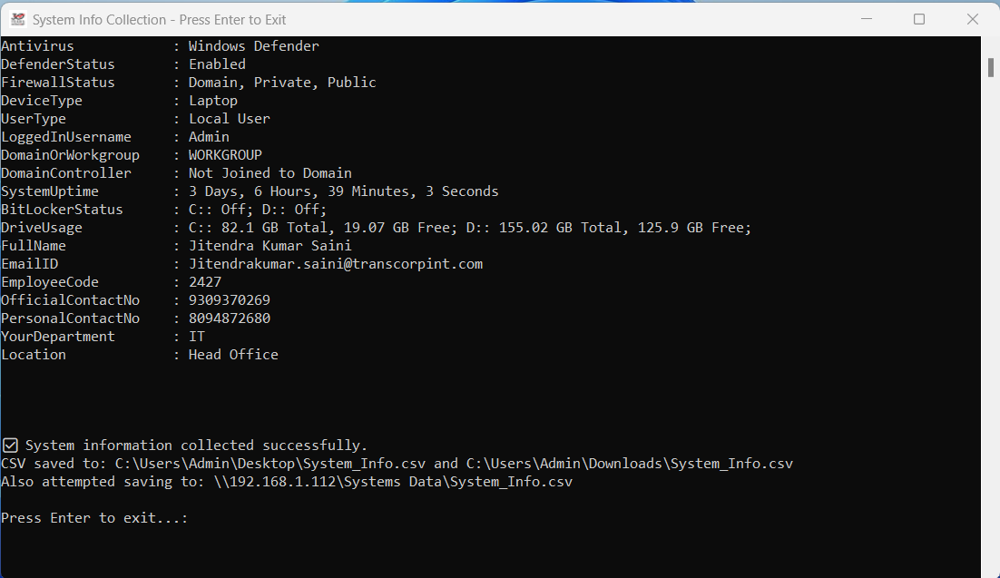 System Info Collection - Press Enter to Exit
Antivirus : Windows Defender
DefenderStatus : Enabled
FirewallStatus : Domain, Private, Public
DeviceType : Laptop
UserType : Local User
LoggedInUsername : Admin
DomainOrWorkgroup : WORKGROUP
DomainController : Not Joined to Domain
SystemUptime : 3 Days, 6 Hours, 39 Minutes, 3 Seconds
BitLockerStatus : C:: Off; D:: Off;
DriveUsage : C:: 82.1 GB Total, 19.07 GB Free; D:: 155.02 GB Total, 125.9 GB Free;
FullName : Jitendra Kumar Saini
EmailID : Jitendrakumar.saini@transcorpint.com
EmployeeCode : 2427
OfficialContactNo : 9309370269
PersonalContactNo : 8094872680
YourDepartment : IT
Location : Head Office
☑ System information collected successfully.
CSV saved to: C:\Users\Admin\Desktop\System_Info.csv and C:\Users\Admin\Downloads\System_Info.csv
Also attempted saving to: \\192.168.1.112\Systems Data\System_Info.csv
Press Enter to exit...: